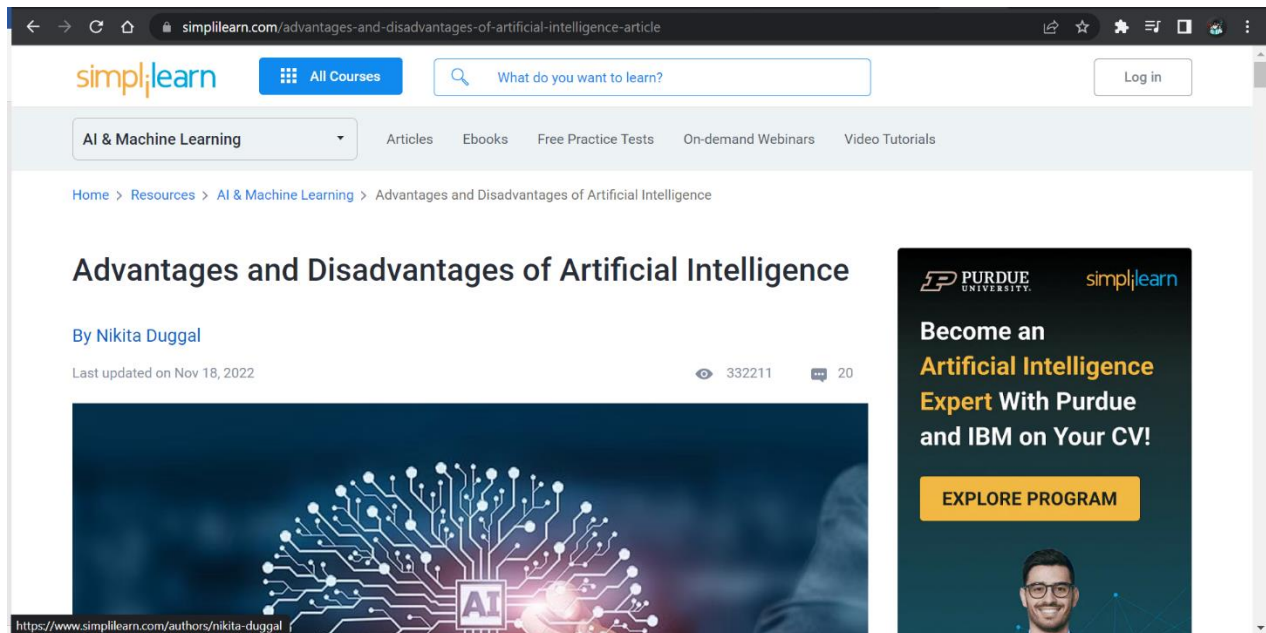 simplilearn.com/advantages-and-disadvantages-of-artificial-intelligence-article
simplilearn
All Courses
What do you want to learn?
Log in
AI & Machine Learning
Articles
Ebooks
Free Practice Tests
On-demand Webinars
Video Tutorials
Home > Resources > AI & Machine Learning > Advantages and Disadvantages of Artificial Intelligence
Advantages and Disadvantages of Artificial Intelligence
By Nikita Duggal
Last updated on Nov 18, 2022
332211
20
AI
PURDUE
UNIVERSITY.
simplilearn
Become an
Artificial Intelligence
Expert With Purdue
and IBM on Your CV!
EXPLORE PROGRAM
https://www.simplilearn.com/authors/nikita-duggal